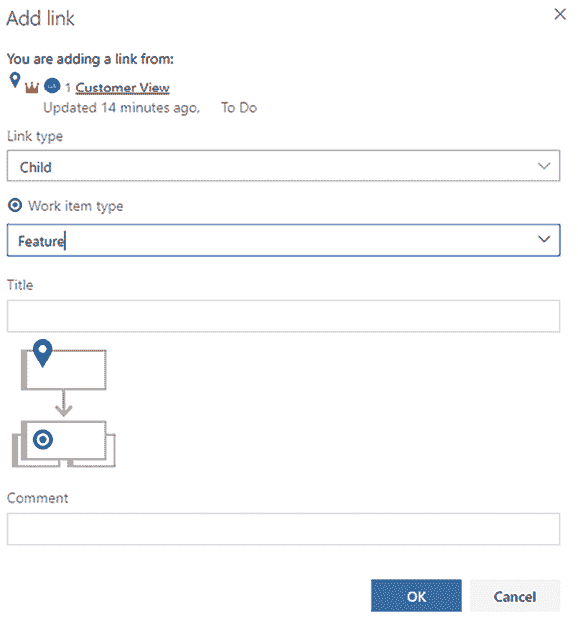 Add link
You are adding a link from:
1 Customer View
Updated 14 minutes ago, To Do
Link type
Child
Work item type
Feature
Title
Comment
OK Cancel